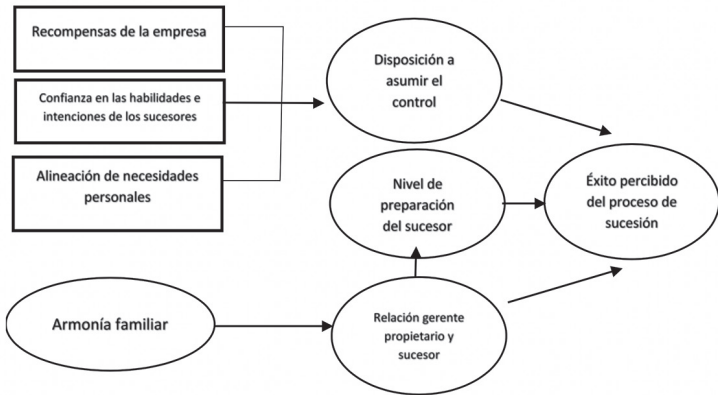 Recompensas de la empresa
Confianza en las habilidades e
intenciones de los sucesores
Alineación de necesidades
personales
Disposición a
asumir el
control
Nivel de
preparación
del sucesor
Éxito percibido
del proceso de
sucesión
Armonía familiar
Relación gerente
propietario y
sucesor